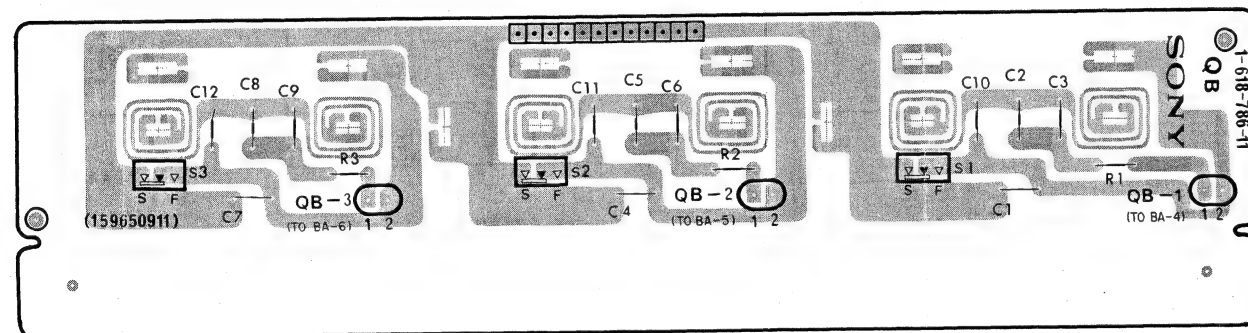 C12 C8 C9
R3
S3
S F
C7
QB-3
(TO BA-6) 1 2
(159650911)
C11 C5 C6
R2
S2
S F
C4
QB-2
(TO BA-5) 1 2
C10 C2 C3
R1
S1
S F
C1
QB-1
(TO BA-4) 1 2
SONY
QB
1-618-786-11